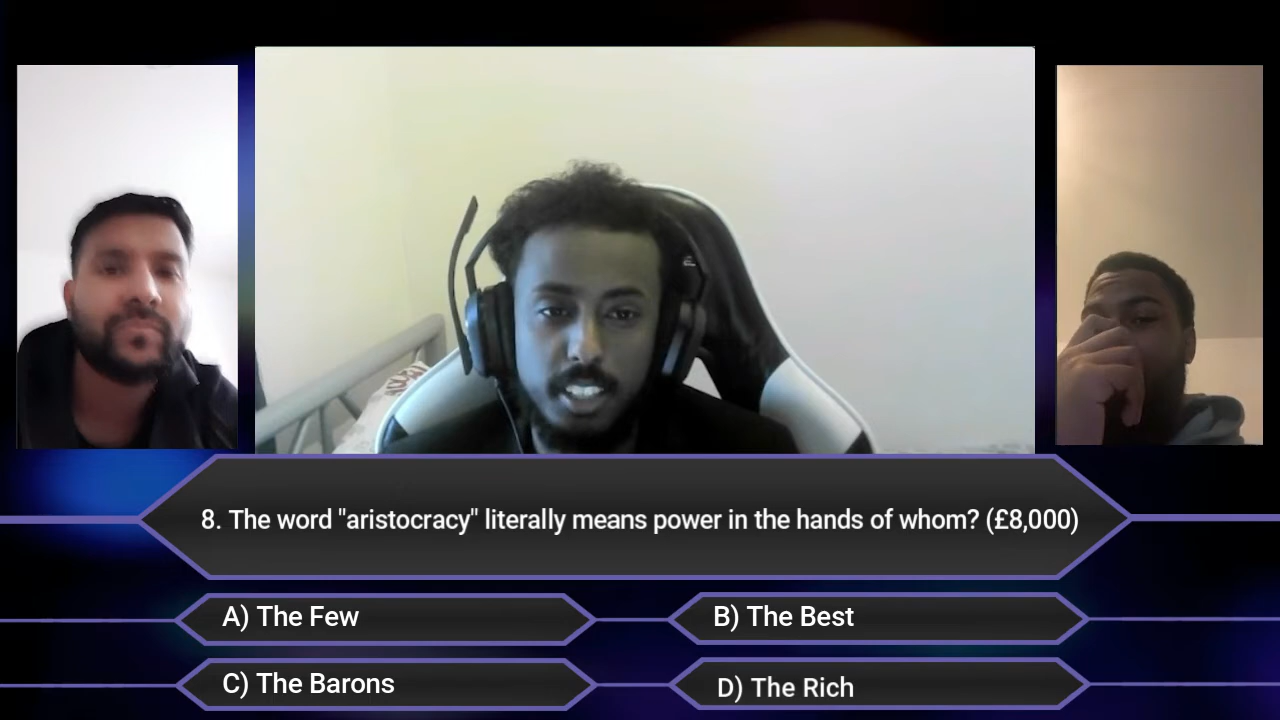 8. The word "aristocracy" literally means power in the hands of whom? (£8,000)
A) The Few
B) The Best
C) The Barons
D) The Rich